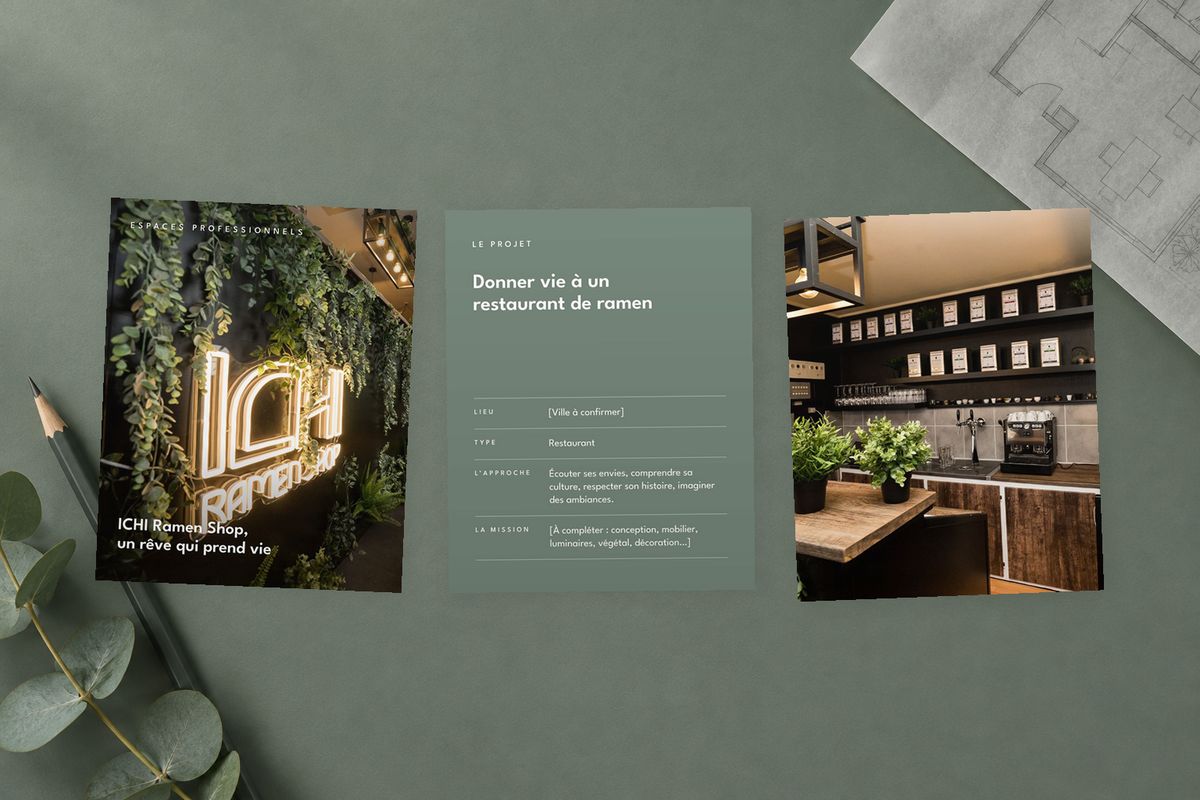 ESPACES PROFESSIONNELS
ICHI
RAMEN SHOP
ICHI Ramen Shop,
un rêve qui prend vie
LE PROJET
Donner vie à un
restaurant de ramen
LIEU [Ville à confirmer]
TYPE Restaurant
L'APPROCHE Écouter ses envies, comprendre sa
culture, respecter son histoire, imaginer
des ambiances.
LA MISSION [À compléter : conception, mobilier,
luminaires, végétal, décoration...]